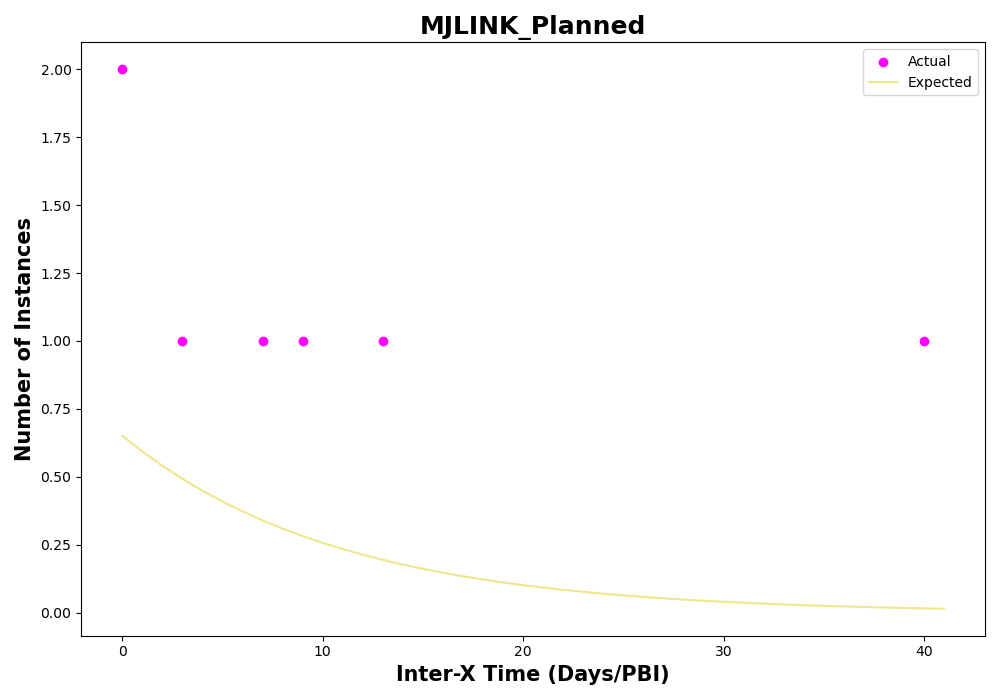 MJLINK_Planned
Actual
Expected
Number of Instances
2.00
1.75
1.50
1.25
1.00
0.75
0.50
0.25
0.00
0
10
20
30
40
Inter-X Time (Days/PBI)